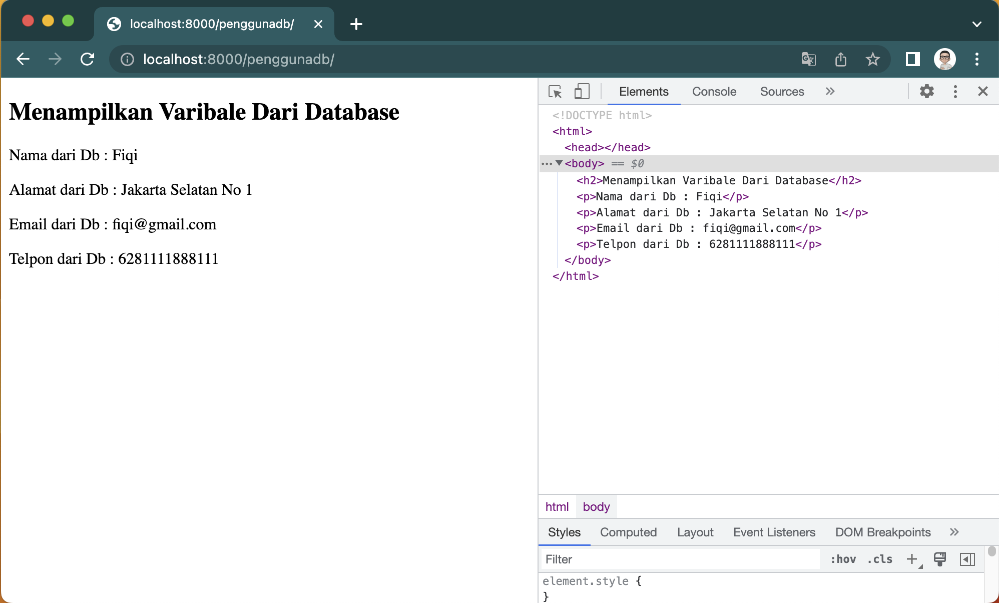 localhost:8000/penggunadb/
localhost:8000/penggunadb/
Menampilkan Varibale Dari Database
Nama dari Db : Fiqi
Alamat dari Db : Jakarta Selatan No 1
Email dari Db : fiqi@gmail.com
Telpon dari Db : 6281111888111
Elements Console Sources
<!DOCTYPE html>
<html>
<head></head>
<body> == $0
<h2>Menampilkan Varibale Dari Database</h2>
<p>Nama dari Db : Fiqi</p>
<p>Alamat dari Db : Jakarta Selatan No 1</p>
<p>Email dari Db : fiqi@gmail.com</p>
<p>Telpon dari Db : 6281111888111</p>
</body>
</html>
html body
Styles Computed Layout Event Listeners DOM Breakpoints
Filter :hov .cls
element.style {
}